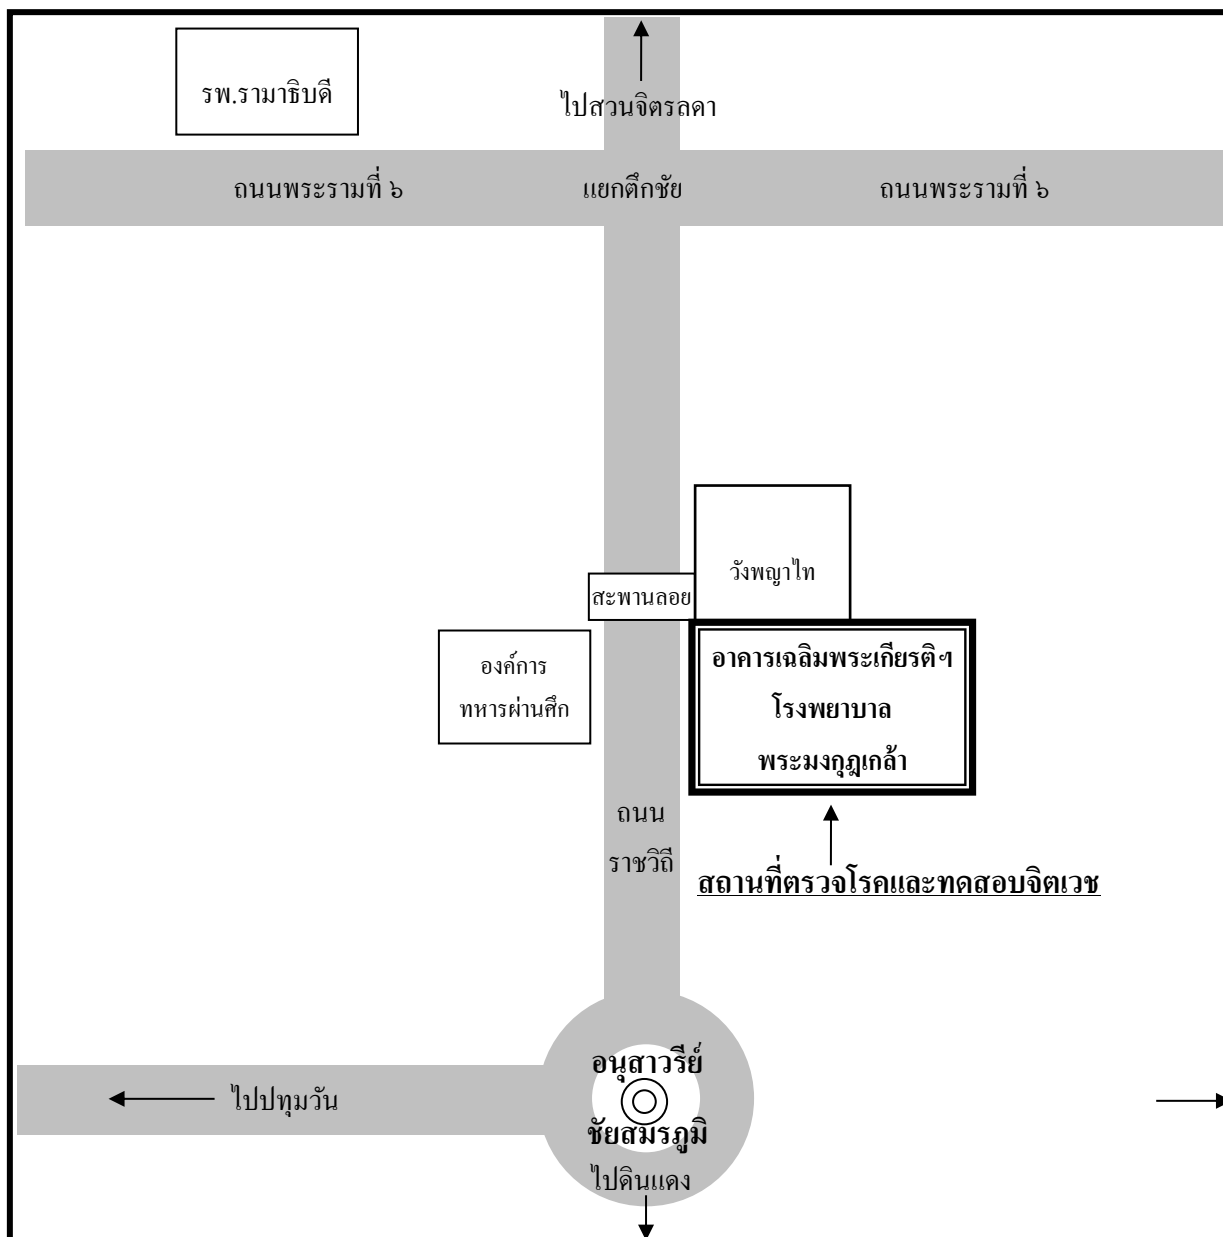 รพ.รามาธิบดี
ไปสวนจิตรลดา
ถนนพระรามที่ ๖
แยกตึกชัย
ถนนพระรามที่ ๖
วังพญาไท
สะพานลอย
องค์การ
ทหารผ่านศึก
อาคารเฉลิมพระเกียรติฯ
โรงพยาบาล
พระมงกุฎเกล้า
ถนน
ราชวิถี
สถานที่ตรวจโรคและทดสอบจิตเวช
อนุสาวรีย์
ชัยสมรภูมิ
ไปปทุมวัน
ไปดินแดง